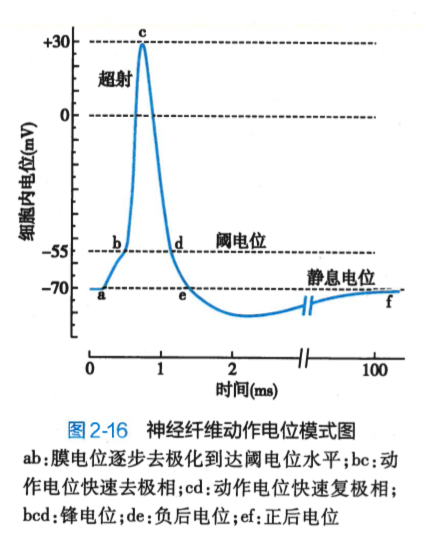 +30
c
超射
0
细胞内电位(mV)
b
d
阈电位
-55
静息电位
-70
a
e
f
0
1
2
100
时间(ms)
图2-16 神经纤维动作电位模式图
ab:膜电位逐步去极化到达阈电位水平;bc:动
作电位快速去极相;cd:动作电位快速复极相;
bcd:锋电位;de:负后电位;ef:正后电位